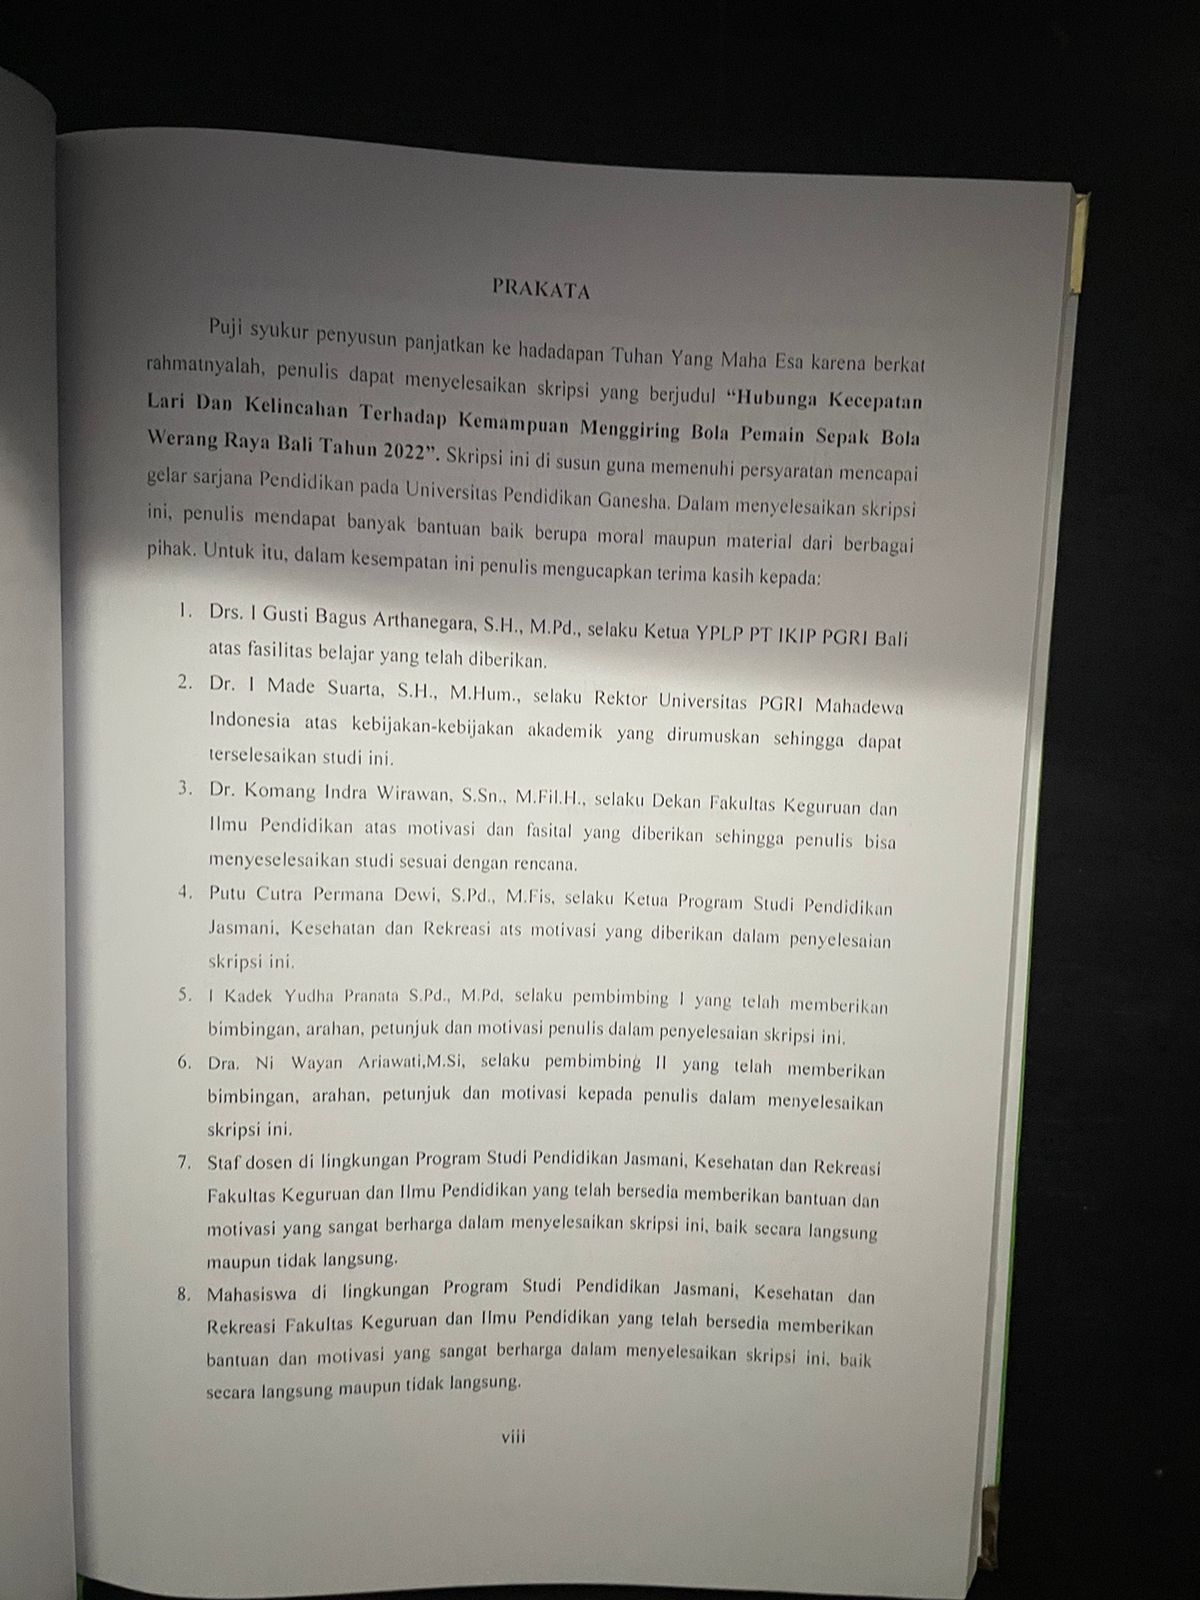 PRAKATA
Puji syukur penyusun panjatkan ke hadadapan Tuhan Yang Maha Esa karena berkat
rahmatnyalah, penulis dapat menyelesaikan skripsi yang berjudul “Hubunga Kecepatan
Lari Dan Kelincahan Terhadap Kemampuan Menggiring Bola Pemain Sepak Bola
Werang Raya Bali Tahun 2022”. Skripsi ini di susun guna memenuhi persyaratan mencapai
gelar sarjana Pendidikan pada Universitas Pendidikan Ganesha. Dalam menyelesaikan skripsi
ini, penulis mendapat banyak bantuan baik berupa moral maupun material dari berbagai
pihak. Untuk itu, dalam kesempatan ini penulis mengucapkan terima kasih kepada:
1. Drs. I Gusti Bagus Arthanegara, S.H., M.Pd., selaku Ketua YPLP PT IKIP PGRI Bali
atas fasilitas belajar yang telah diberikan.
2. Dr. I Made Suarta, S.H., M.Hum., selaku Rektor Universitas PGRI Mahadewa
Indonesia atas kebijakan-kebijakan akademik yang dirumuskan sehingga dapat
terselesaikan studi ini.
3. Dr. Komang Indra Wirawan, S.Sn., M.Fil.H., selaku Dekan Fakultas Keguruan dan
Ilmu Pendidikan atas motivasi dan fasital yang diberikan sehingga penulis bisa
menyeselesaikan studi sesuai dengan rencana.
4. Putu Cutra Permana Dewi, S.Pd., M.Fis, selaku Ketua Program Studi Pendidikan
Jasmani, Kesehatan dan Rekreasi ats motivasi yang diberikan dalam penyelesaian
skripsi ini.
5. I Kadek Yudha Pranata S.Pd., M.Pd, selaku pembimbing I yang telah memberikan
bimbingan, arahan, petunjuk dan motivasi penulis dalam penyelesaian skripsi ini.
6. Dra. Ni Wayan Ariawati,M.Si, selaku pembimbing II yang telah memberikan
bimbingan, arahan, petunjuk dan motivasi kepada penulis dalam menyelesaikan
skripsi ini.
7. Staf dosen di lingkungan Program Studi Pendidikan Jasmani, Kesehatan dan Rekreasi
Fakultas Keguruan dan Ilmu Pendidikan yang telah bersedia memberikan bantuan dan
motivasi yang sangat berharga dalam menyelesaikan skripsi ini, baik secara langsung
maupun tidak langsung.
8. Mahasiswa di lingkungan Program Studi Pendidikan Jasmani, Kesehatan dan
Rekreasi Fakultas Keguruan dan Ilmu Pendidikan yang telah bersedia memberikan
bantuan dan motivasi yang sangat berharga dalam menyelesaikan skripsi ini, baik
secara langsung maupun tidak langsung.
viii